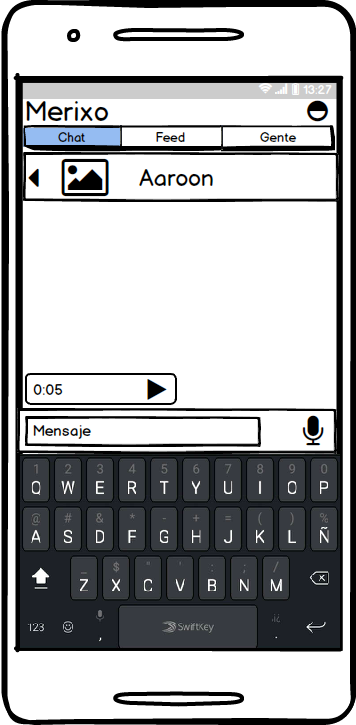 13:27
Merixo
Chat Feed Gente
Aaroon
0:05
Mensaje
1 2 3 4 5 6 7 8 9 0
Q W E R T Y U I O P
@ # & * - + = ( ) %
A S D F G H J K L Ñ
_ $ " ' : ; /
Z X C V B N M
123 , SwiftKey .¡¿